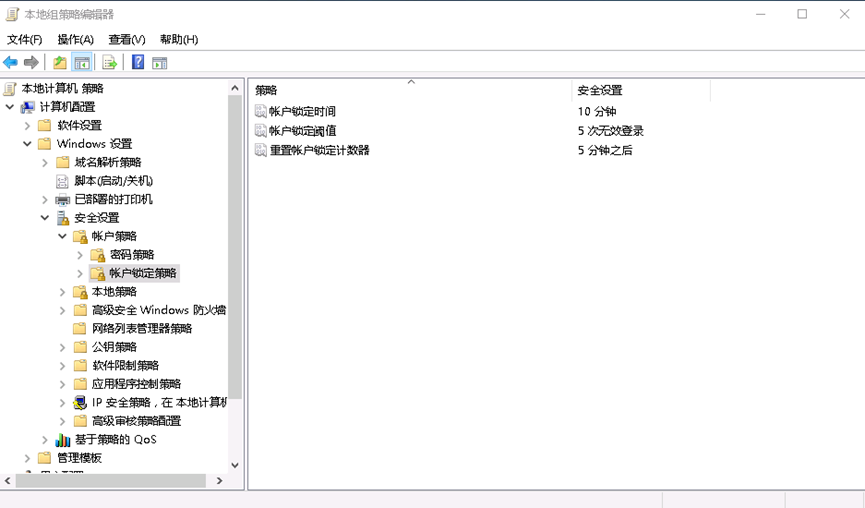 本地组策略编辑器
文件(F) 操作(A) 查看(V) 帮助(H)
本地计算机 策略
计算机配置
软件设置
Windows 设置
域名解析策略
脚本(启动/关机)
已部署的打印机
安全设置
帐户策略
密码策略
帐户锁定策略
本地策略
高级安全 Windows 防火墙
网络列表管理器策略
公钥策略
软件限制策略
应用程序控制策略
IP 安全策略，在 本地计算机
高级审核策略配置
基于策略的 QoS
管理模板
策略 安全设置
帐户锁定时间 10 分钟
帐户锁定阈值 5 次无效登录
重置帐户锁定计数器 5 分钟之后